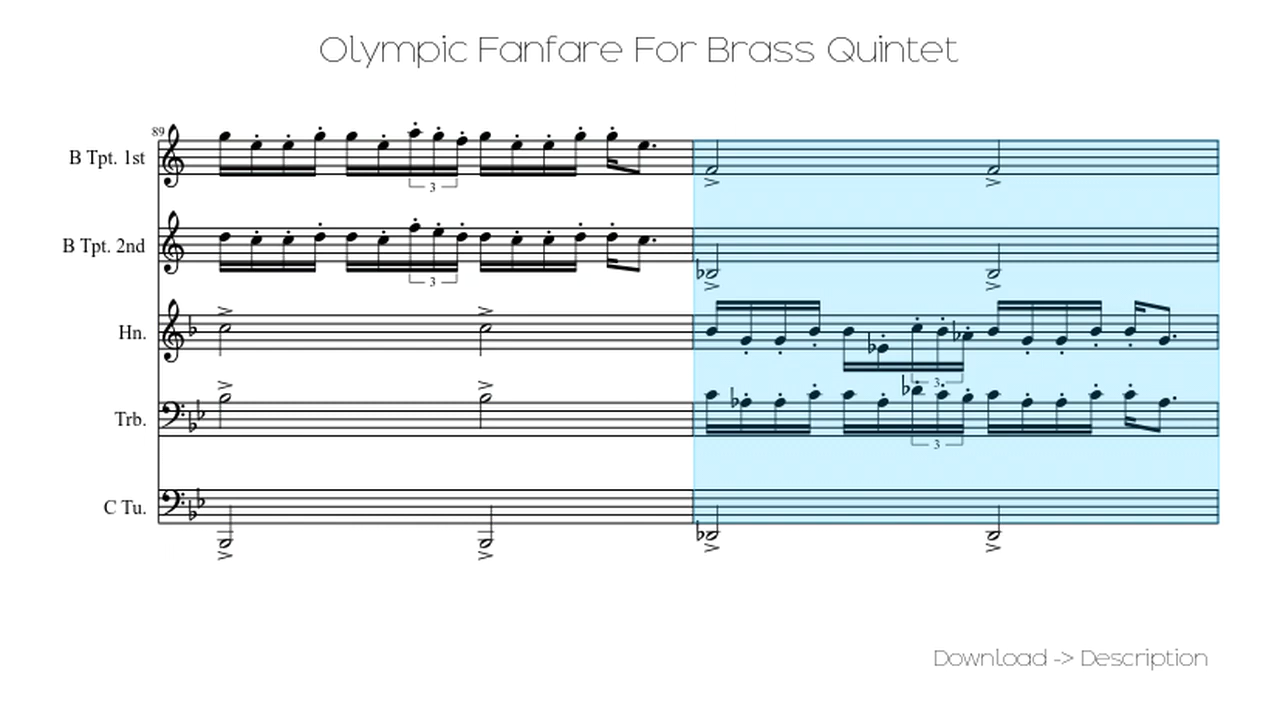 Olympic Fanfare For Brass Quintet
89
B Tpt. 1st
3
B Tpt. 2nd
3
Hn.
3
Trb.
3
C Tu.
Download -> Description